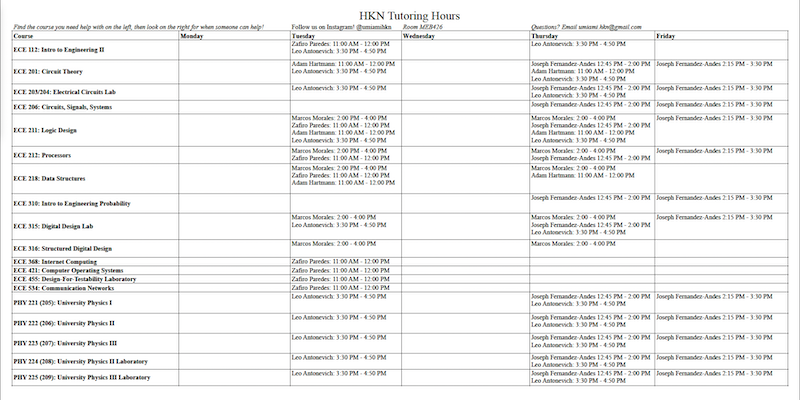 HKN Tutoring Hours
Find the course you need help with on the left, then look on the right for when someone can help!
Follow us on Instagram! @umiamihkn
Room MEB426
Questions? Email umiami.hkn@gmail.com
Course Monday Tuesday Wednesday Thursday Friday
ECE 112: Intro to Engineering II
Zafiro Paredes: 11:00 AM - 12:00 PM
Leo Antonevich: 3:30 PM - 4:50 PM
Leo Antonevich: 3:30 PM - 4:50 PM
ECE 201: Circuit Theory
Adam Hartmann: 11:00 AM - 12:00 PM
Leo Antonevich: 3:30 PM - 4:50 PM
Joseph Fernandez-Andes 12:45 PM - 2:00 PM
Adam Hartmann: 11:00 AM - 12:00 PM
Leo Antonevich: 3:30 PM - 4:50 PM
Joseph Fernandez-Andes 2:15 PM - 3:30 PM
ECE 203/204: Electrical Circuits Lab
Leo Antonevich: 3:30 PM - 4:50 PM
Joseph Fernandez-Andes 12:45 PM - 2:00 PM
Leo Antonevich: 3:30 PM - 4:50 PM
Joseph Fernandez-Andes 2:15 PM - 3:30 PM
ECE 206: Circuits, Signals, Systems
Joseph Fernandez-Andes 12:45 PM - 2:00 PM
Joseph Fernandez-Andes 2:15 PM - 3:30 PM
ECE 211: Logic Design
Marcos Morales: 2:00 PM - 4:00 PM
Zafiro Paredes: 11:00 AM - 12:00 PM
Adam Hartmann: 11:00 AM - 12:00 PM
Leo Antonevich: 3:30 PM - 4:50 PM
Marcos Morales: 2:00 PM - 4:00 PM
Joseph Fernandez-Andes 12:45 PM - 2:00 PM
Adam Hartmann: 11:00 AM - 12:00 PM
Leo Antonevich: 3:30 PM - 4:50 PM
Joseph Fernandez-Andes 2:15 PM - 3:30 PM
ECE 212: Processors
Marcos Morales: 2:00 PM - 4:00 PM
Zafiro Paredes: 11:00 AM - 12:00 PM
Marcos Morales: 2:00 - 4:00 PM
Joseph Fernandez-Andes 12:45 PM - 2:00 PM
Joseph Fernandez-Andes 2:15 PM - 3:30 PM
ECE 218: Data Structures
Marcos Morales: 2:00 PM - 4:00 PM
Zafiro Paredes: 11:00 AM - 12:00 PM
Adam Hartmann: 11:00 AM - 12:00 PM
Marcos Morales: 2:00 PM - 4:00 PM
Adam Hartmann: 11:00 AM - 12:00 PM
ECE 310: Intro to Engineering Probability
Joseph Fernandez-Andes 12:45 PM - 2:00 PM
Joseph Fernandez-Andes 2:15 PM - 3:30 PM
ECE 315: Digital Design Lab
Marcos Morales: 2:00 - 4:00 PM
Leo Antonevich: 3:30 PM - 4:50 PM
Marcos Morales: 2:00 PM - 4:00 PM
Joseph Fernandez-Andes 12:45 PM - 2:00 PM
Leo Antonevich: 3:30 PM - 4:50 PM
Joseph Fernandez-Andes 2:15 PM - 3:30 PM
ECE 316: Structured Digital Design
Marcos Morales: 2:00 - 4:00 PM
Marcos Morales: 2:00 - 4:00 PM
ECE 368: Internet Computing
Zafiro Paredes: 11:00 AM - 12:00 PM
ECE 421: Computer Operating Systems
Zafiro Paredes: 11:00 AM - 12:00 PM
ECE 455: Design-For-Testability Laboratory
Zafiro Paredes: 11:00 AM - 12:00 PM
ECE 534: Communication Networks
Zafiro Paredes: 11:00 AM - 12:00 PM
PHY 221 (205): University Physics I
Leo Antonevich: 3:30 PM - 4:50 PM
Joseph Fernandez-Andes 12:45 PM - 2:00 PM
Leo Antonevich: 3:30 PM - 4:50 PM
Joseph Fernandez-Andes 2:15 PM - 3:30 PM
PHY 222 (206): University Physics II
Leo Antonevich: 3:30 PM - 4:50 PM
Joseph Fernandez-Andes 12:45 PM - 2:00 PM
Leo Antonevich: 3:30 PM - 4:50 PM
Joseph Fernandez-Andes 2:15 PM - 3:30 PM
PHY 223 (207): University Physics III
Leo Antonevich: 3:30 PM - 4:50 PM
Joseph Fernandez-Andes 12:45 PM - 2:00 PM
Leo Antonevich: 3:30 PM - 4:50 PM
Joseph Fernandez-Andes 2:15 PM - 3:30 PM
PHY 224 (208): University Physics II Laboratory
Leo Antonevich: 3:30 PM - 4:50 PM
Joseph Fernandez-Andes 12:45 PM - 2:00 PM
Leo Antonevich: 3:30 PM - 4:50 PM
Joseph Fernandez-Andes 2:15 PM - 3:30 PM
PHY 225 (209): University Physics III Laboratory
Leo Antonevich: 3:30 PM - 4:50 PM
Joseph Fernandez-Andes 12:45 PM - 2:00 PM
Leo Antonevich: 3:30 PM - 4:50 PM
Joseph Fernandez-Andes 2:15 PM - 3:30 PM